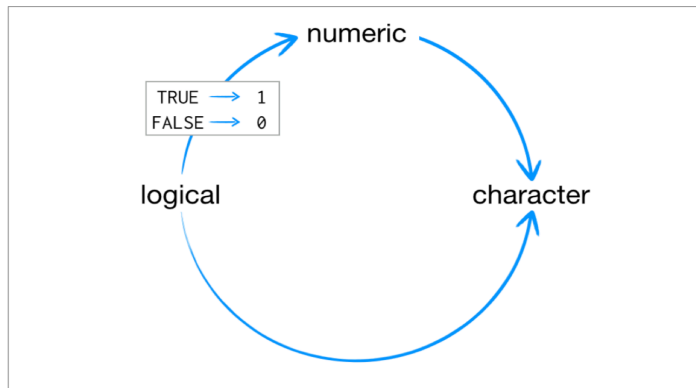 numeric
TRUE → 1
FALSE → 0
logical
character